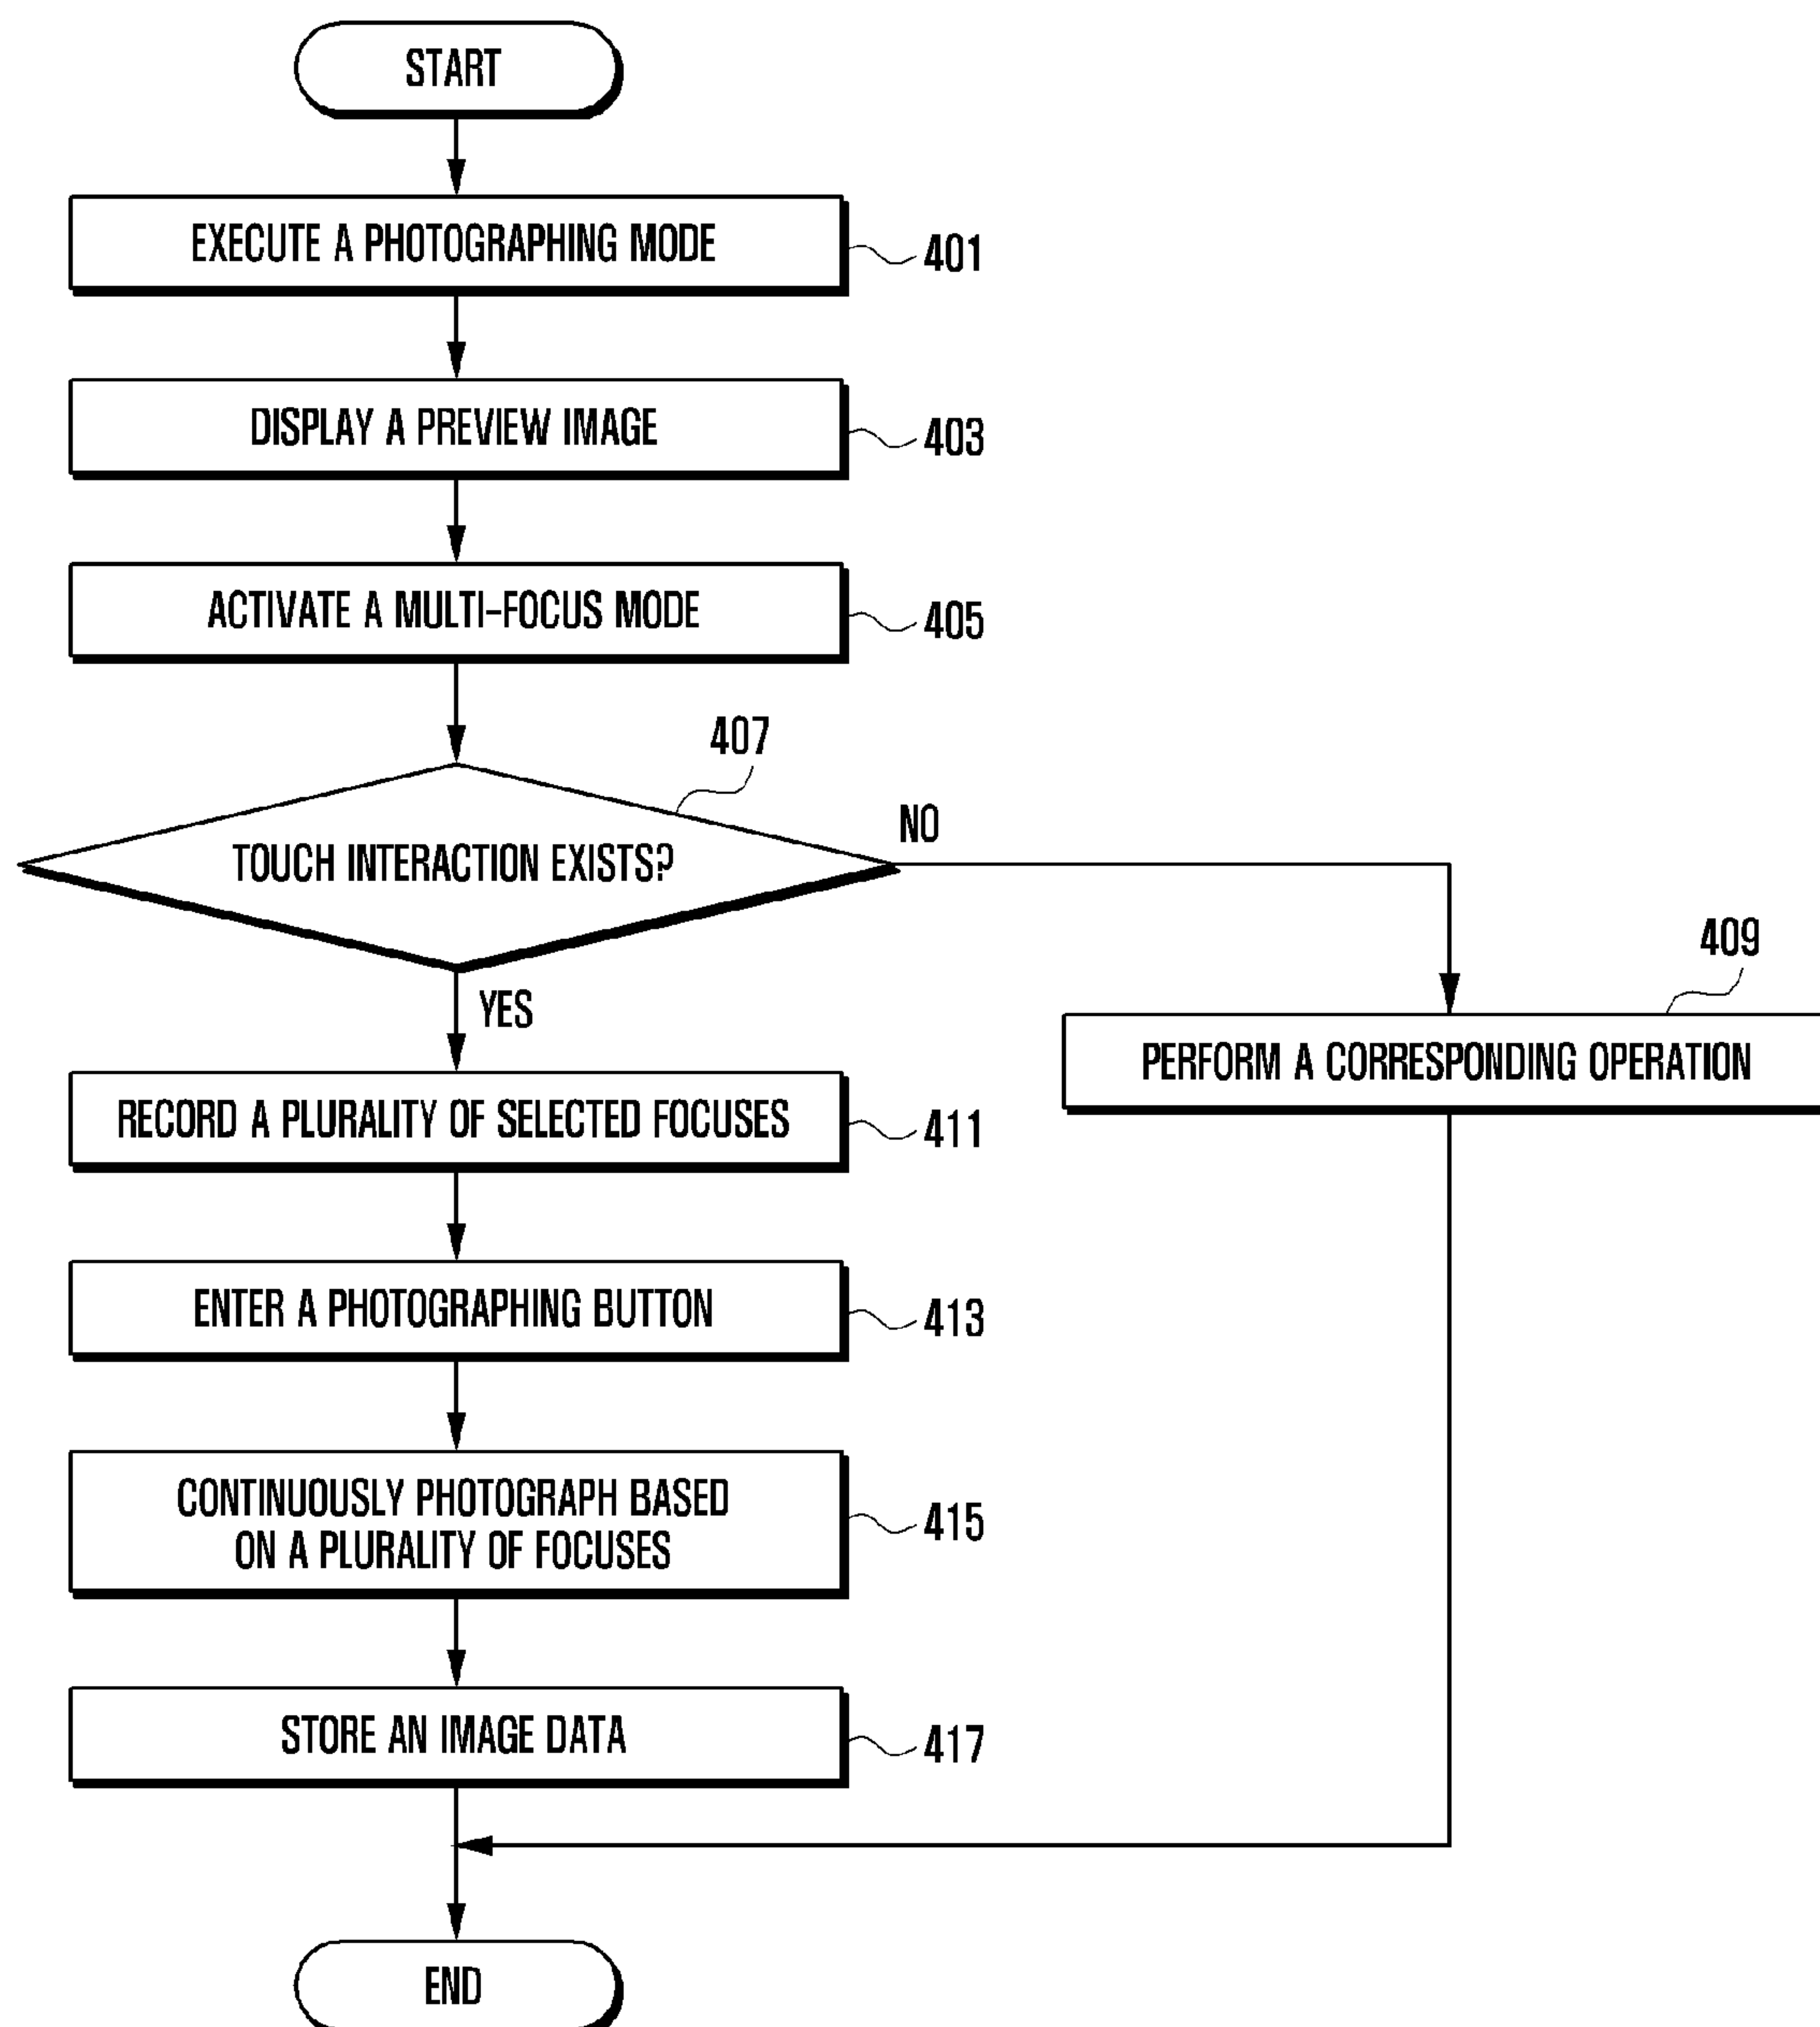 START
EXECUTE A PHOTOGRAPHING MODE
401
DISPLAY A PREVIEW IMAGE
403
ACTIVATE A MULTI-FOCUS MODE
405
407
TOUCH INTERACTION EXISTS?
NO
YES
409
PERFORM A CORRESPONDING OPERATION
RECORD A PLURALITY OF SELECTED FOCUSES
411
ENTER A PHOTOGRAPHING BUTTON
413
CONTINUOUSLY PHOTOGRAPH BASED
ON A PLURALITY OF FOCUSES
415
STORE AN IMAGE DATA
417
END